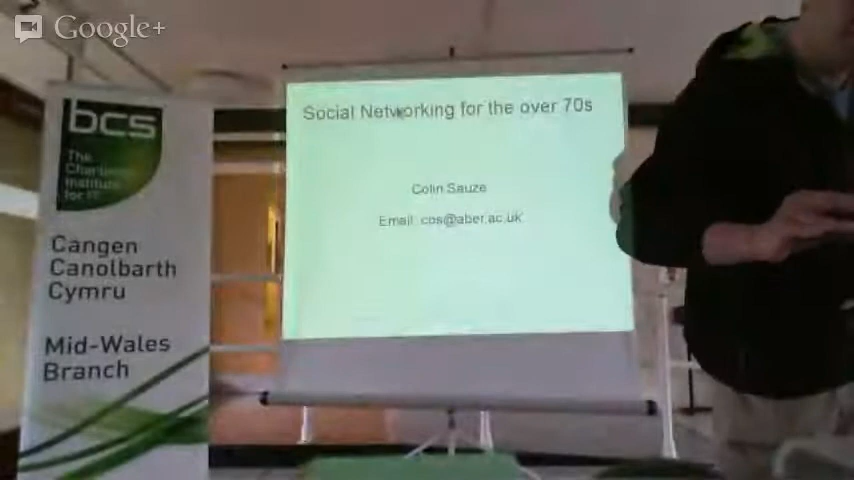 Google+
bcs
The
Chartered
Institute
for IT
Cangen
Canolbarth
Cymru
Mid-Wales
Branch
Social Networking for the over 70s
Colin Sauze
Email: cos@aber.ac.uk